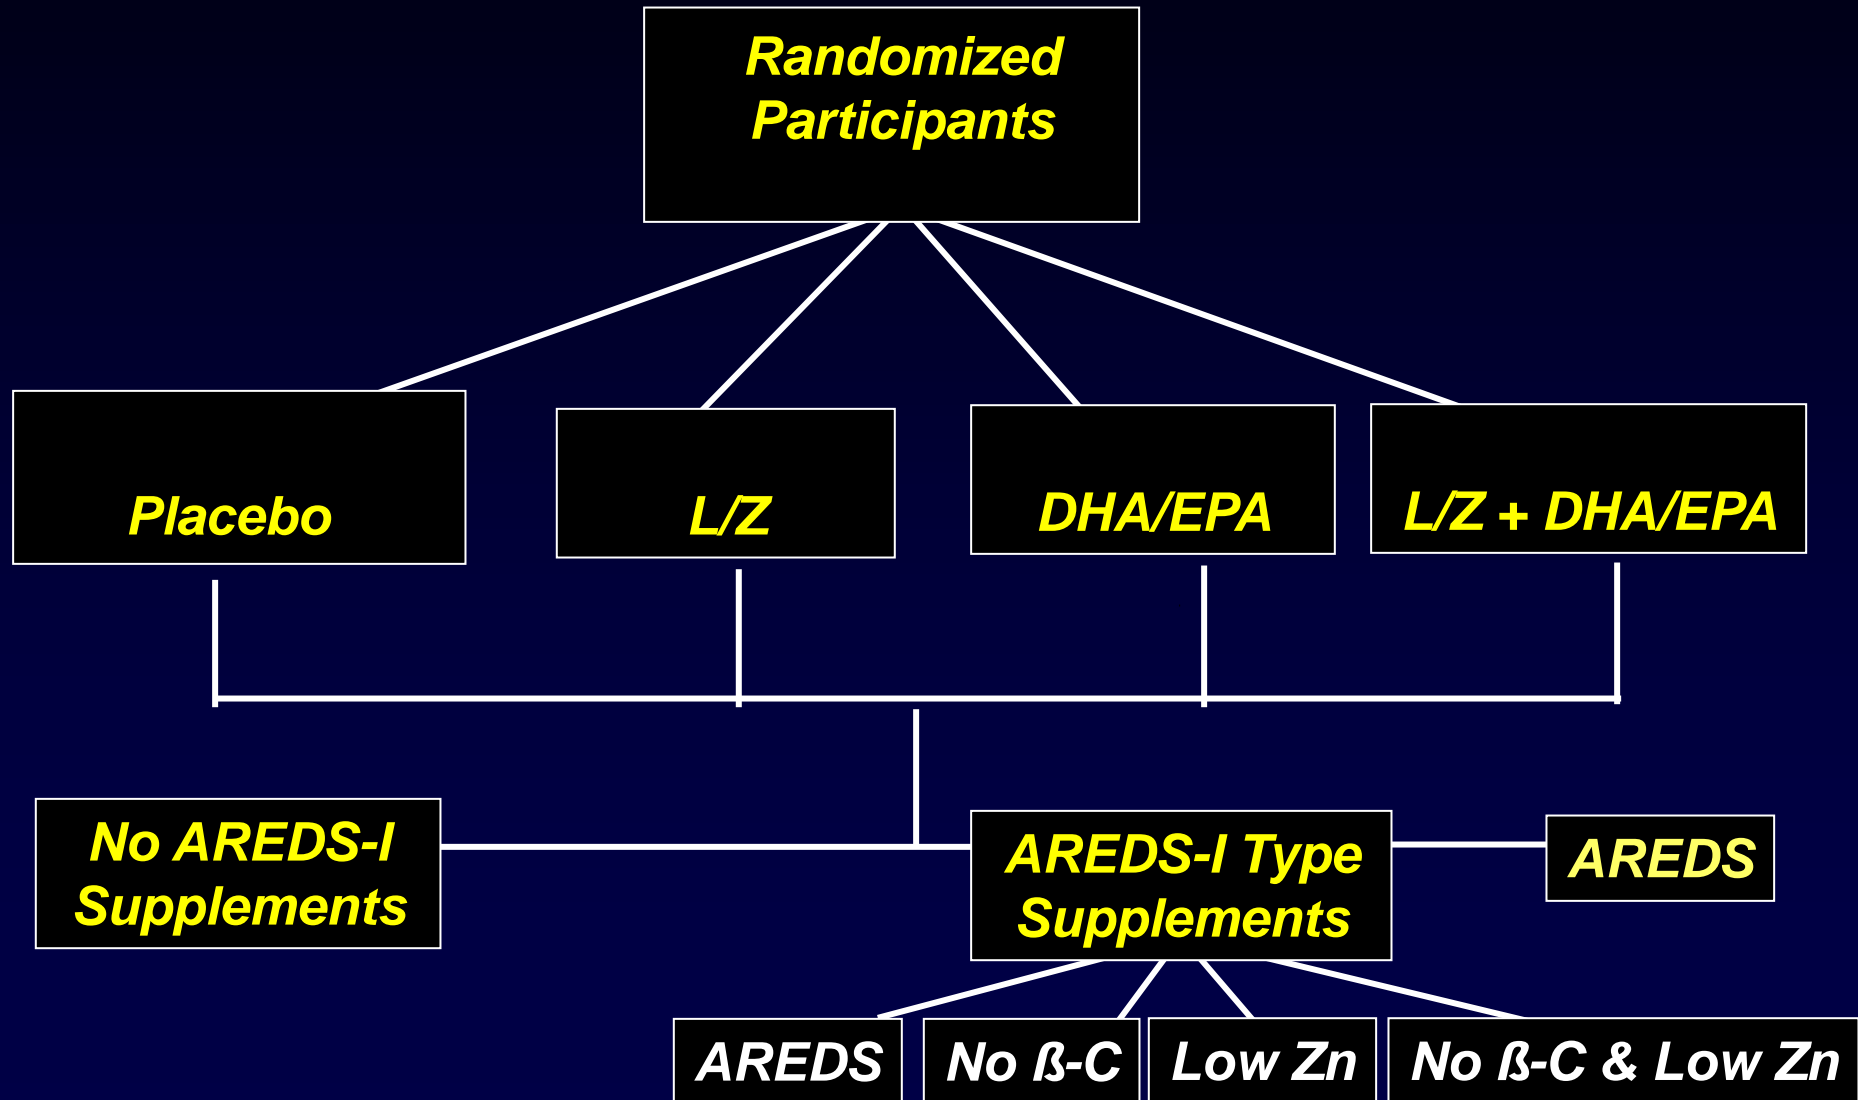 Randomized
Participants
Placebo
L/Z
DHA/EPA
L/Z + DHA/EPA
No AREDS-I
Supplements
AREDS-I Type
Supplements
AREDS
AREDS
No ß-C
Low Zn
No ß-C & Low Zn